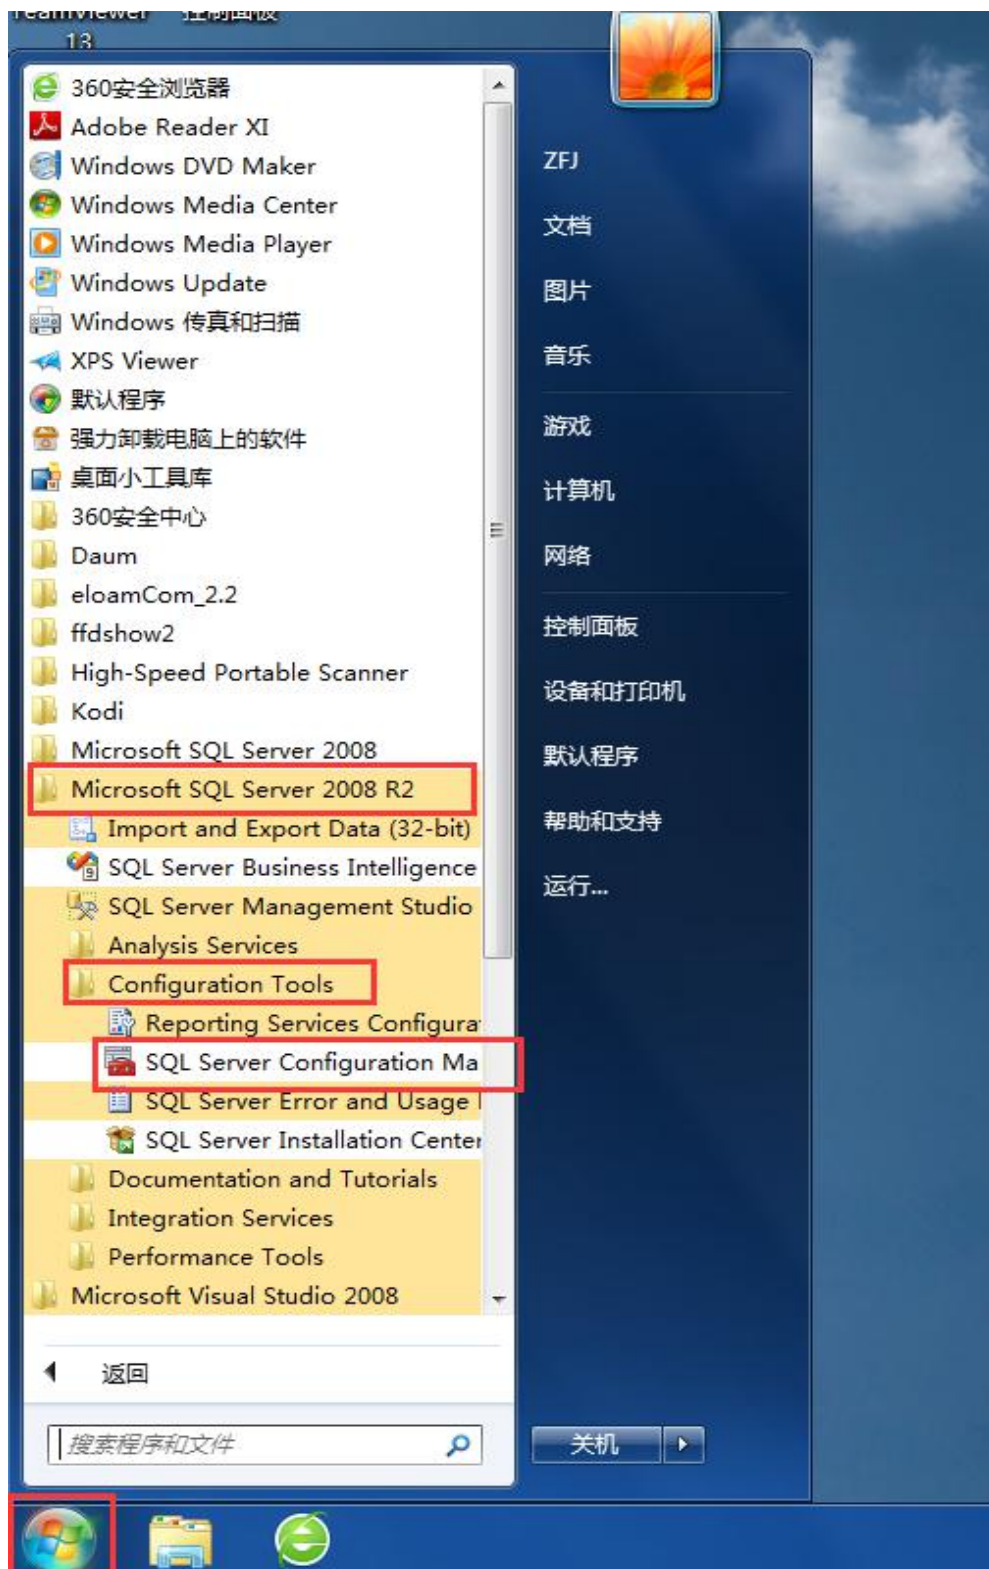 TeamViewer 控制面板
13
360安全浏览器
Adobe Reader XI
Windows DVD Maker
Windows Media Center
Windows Media Player
Windows Update
Windows 传真和扫描
XPS Viewer
默认程序
强力卸载电脑上的软件
桌面小工具库
360安全中心
Daum
eloamCom_2.2
ffdshow2
High-Speed Portable Scanner
Kodi
Microsoft SQL Server 2008
Microsoft SQL Server 2008 R2
Import and Export Data (32-bit)
SQL Server Business Intelligence
SQL Server Management Studio
Analysis Services
Configuration Tools
Reporting Services Configura
SQL Server Configuration Ma
SQL Server Error and Usage
SQL Server Installation Center
Documentation and Tutorials
Integration Services
Performance Tools
Microsoft Visual Studio 2008
返回
搜索程序和文件
ZFJ
文档
图片
音乐
游戏
计算机
网络
控制面板
设备和打印机
默认程序
帮助和支持
运行...
关机